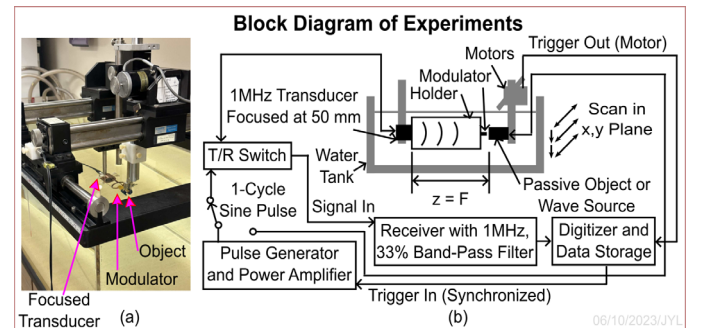 Block Diagram of Experiments
Focused
Transducer
Modulator
Object
(a)
Trigger Out (Motor)
Motors
Modulator
Holder
1MHz Transducer
Focused at 50 mm
Scan in
x,y Plane
T/R Switch
Water
Tank
z = F
Passive Object or
Wave Source
1-Cycle
Sine Pulse
Signal In
Receiver with 1MHz,
33% Band-Pass Filter
Digitizer and
Data Storage
Pulse Generator
and Power Amplifier
Trigger In (Synchronized)
(b)
06/10/2023/JYL